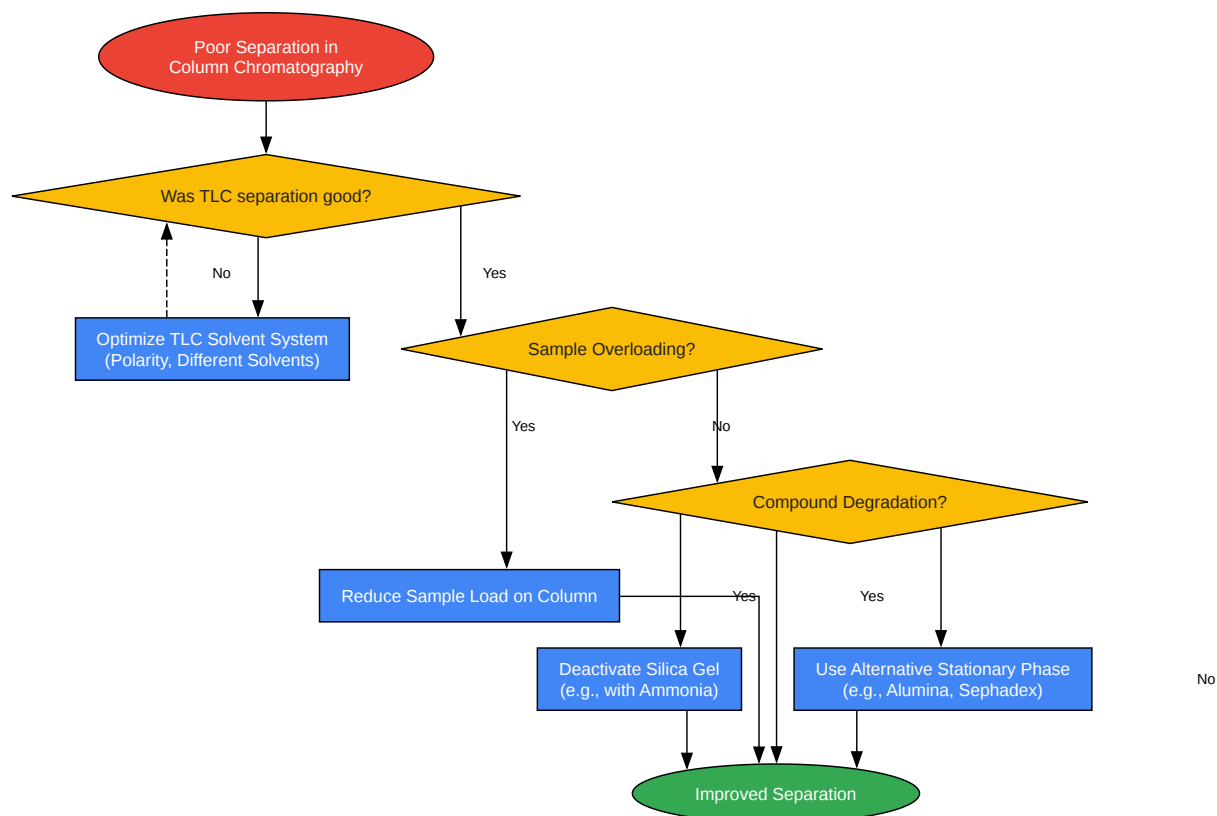 Poor Separation in
Column Chromatography
Was TLC separation good?
No
Yes
Optimize TLC Solvent System
(Polarity, Different Solvents)
Sample Overloading?
Yes
No
Compound Degradation?
Reduce Sample Load on Column
Yes
Yes
Deactivate Silica Gel
(e.g., with Ammonia)
Use Alternative Stationary Phase
(e.g., Alumina, Sephadex)
No
Improved Separation